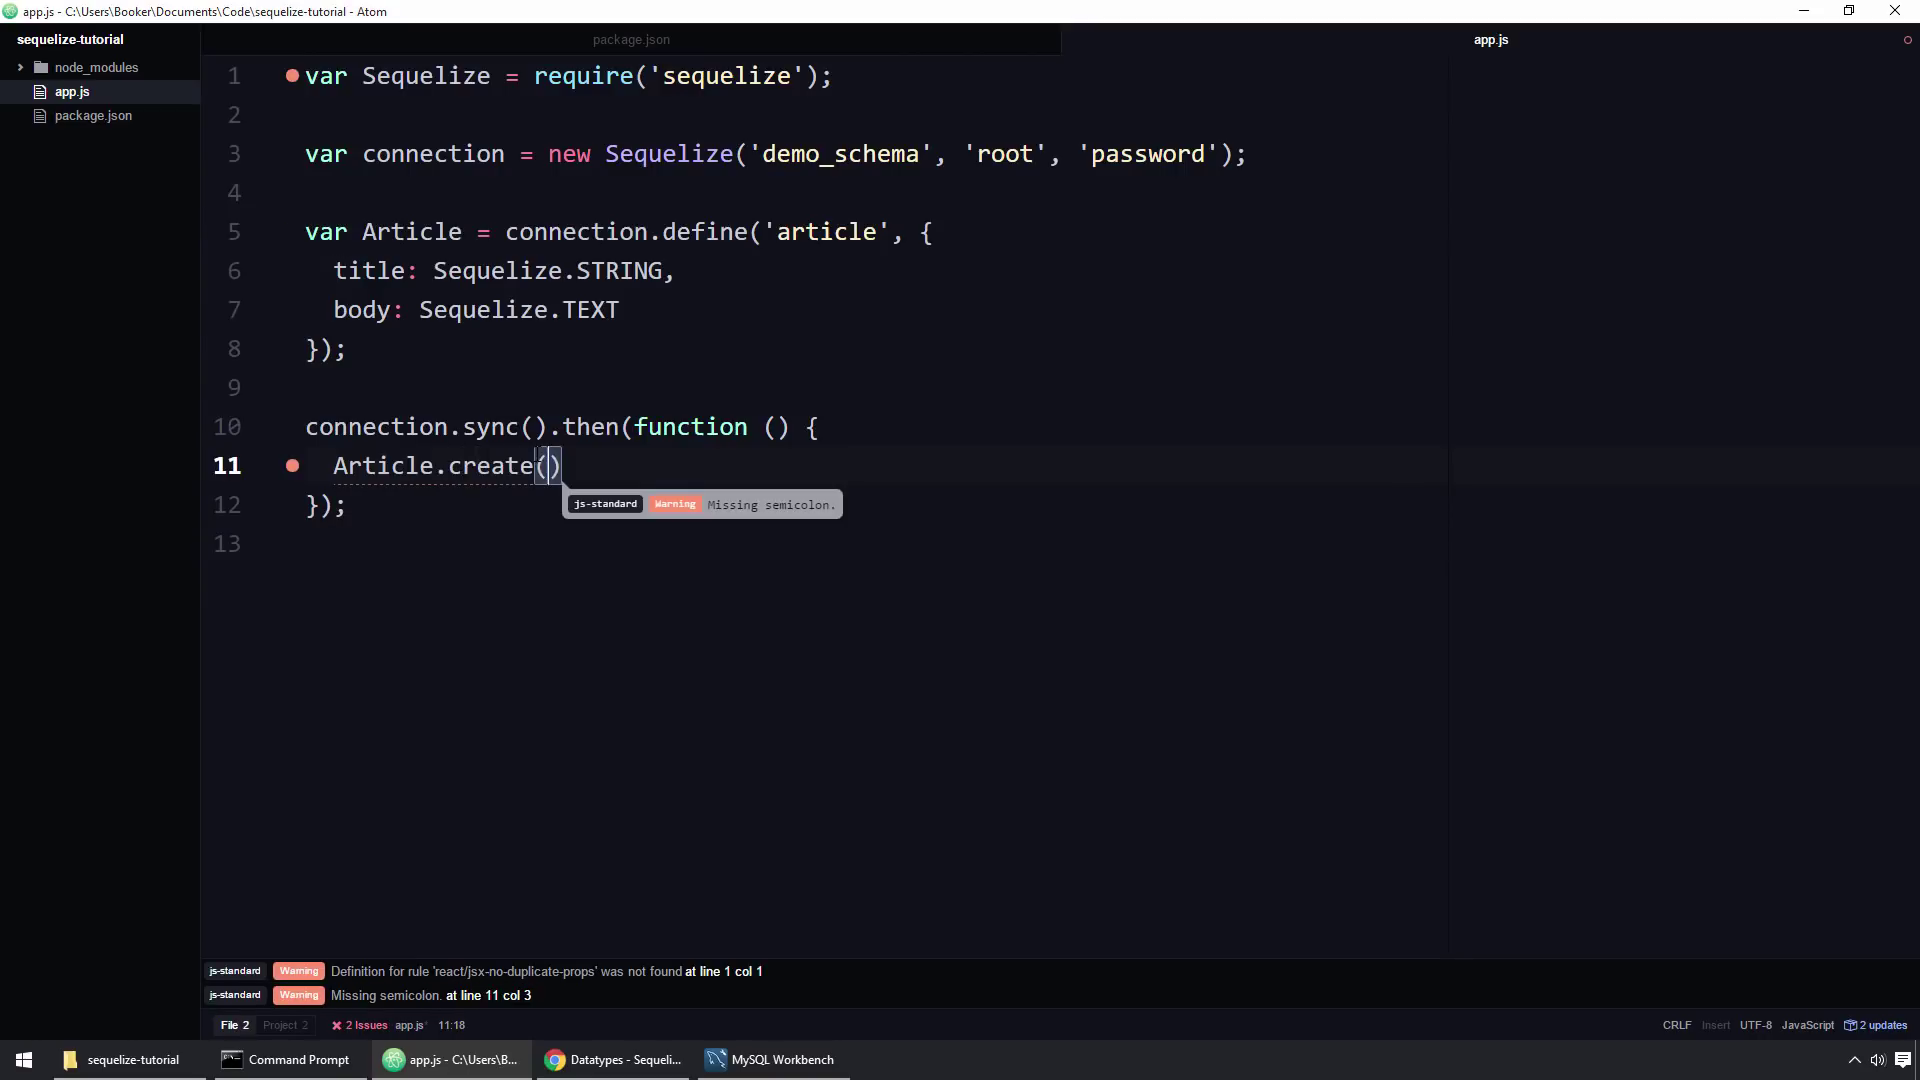 app.js - C:\Users\Booker\Documents\Code\sequelize-tutorial - Atom
sequelize-tutorial
node_modules
app.js
package.json
package.json
app.js
1 var Sequelize = require('sequelize');
2
3 var connection = new Sequelize('demo_schema', 'root', 'password');
4
5 var Article = connection.define('article', {
6 title: Sequelize.STRING,
7 body: Sequelize.TEXT
8 });
9
10 connection.sync().then(function () {
11 Article.create()
js-standard Warning Missing semicolon.
12 });
13
js-standard Warning Definition for rule 'react/jsx-no-duplicate-props' was not found at line 1 col 1
js-standard Warning Missing semicolon. at line 11 col 3
File 2 Project 2 2 Issues app.js* 11:18 CRLF Insert UTF-8 JavaScript 2 updates
sequelize-tutorial Command Prompt app.js - C:\Users\B... Datatypes - Sequeli... MySQL Workbench